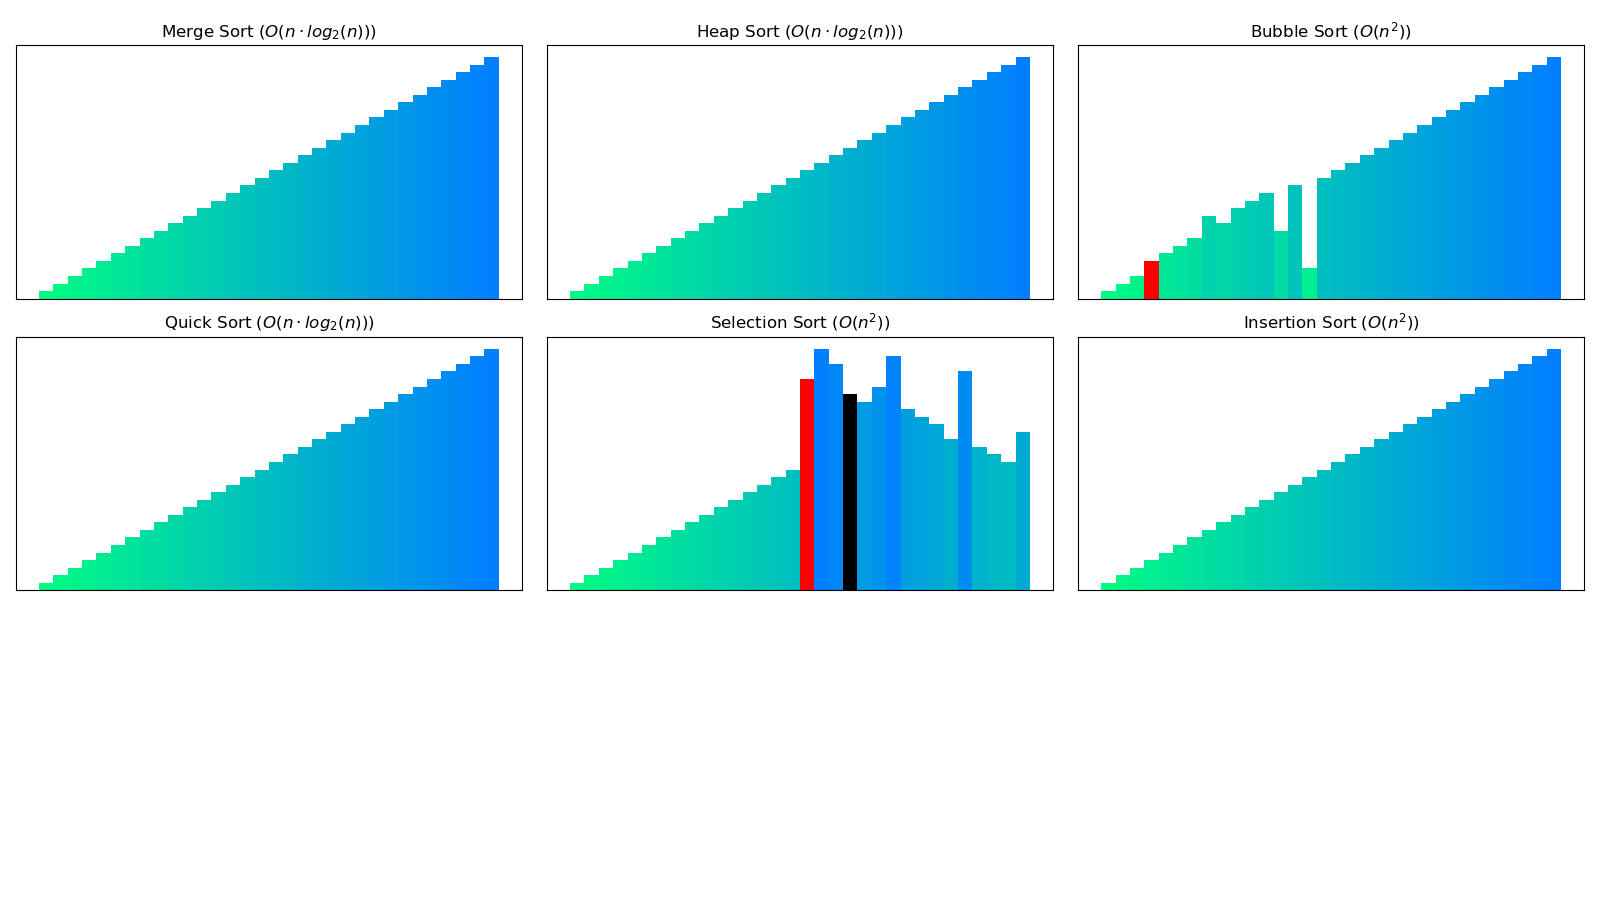 Merge Sort (O(n · log₂(n)))
Heap Sort (O(n · log₂(n)))
Bubble Sort (O(n²))
Quick Sort (O(n · log₂(n)))
Selection Sort (O(n²))
Insertion Sort (O(n²))